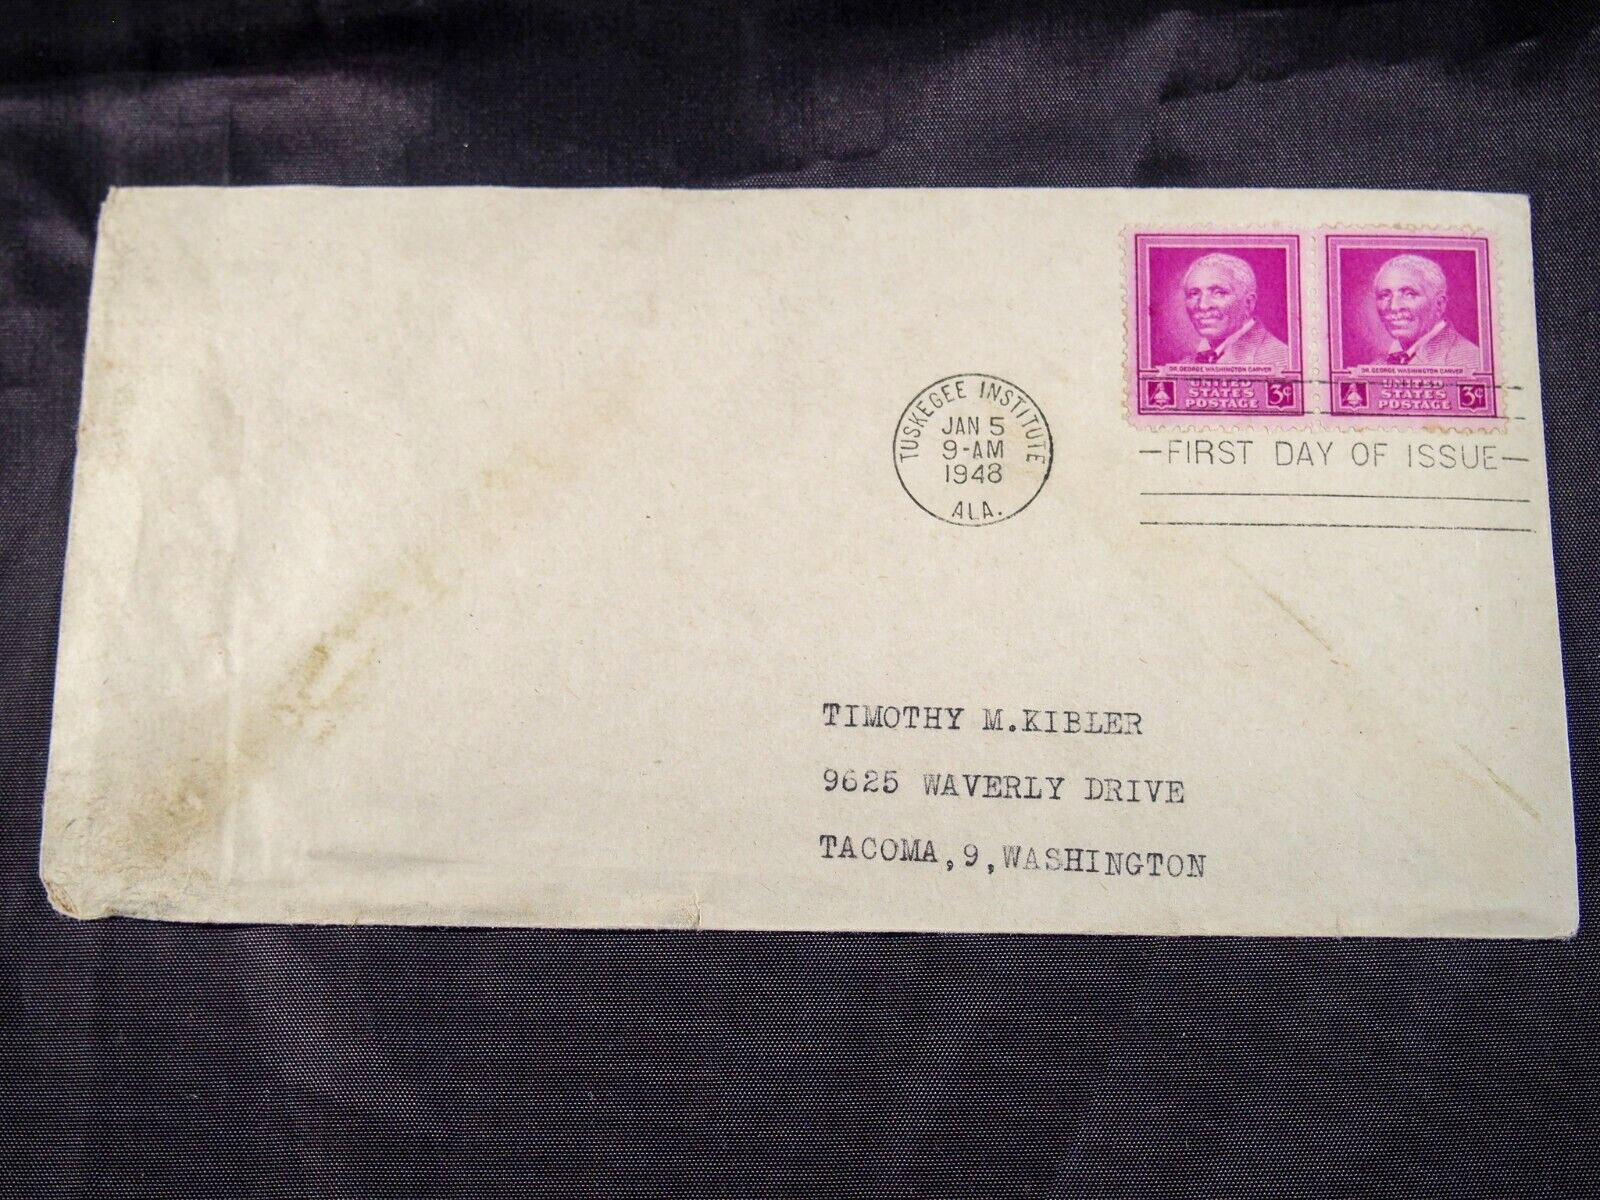 DR. GEORGE WASHINGTON CARVER
UNITED
STATES
POSTAGE
3¢
DR. GEORGE WASHINGTON CARVER
UNITED
STATES
POSTAGE
3¢
TUSKEGEE INSTITUTE
JAN 5
9-AM
1948
ALA.
—FIRST DAY OF ISSUE—
TIMOTHY M.KIBLER
9625 WAVERLY DRIVE
TACOMA,9,WASHINGTON